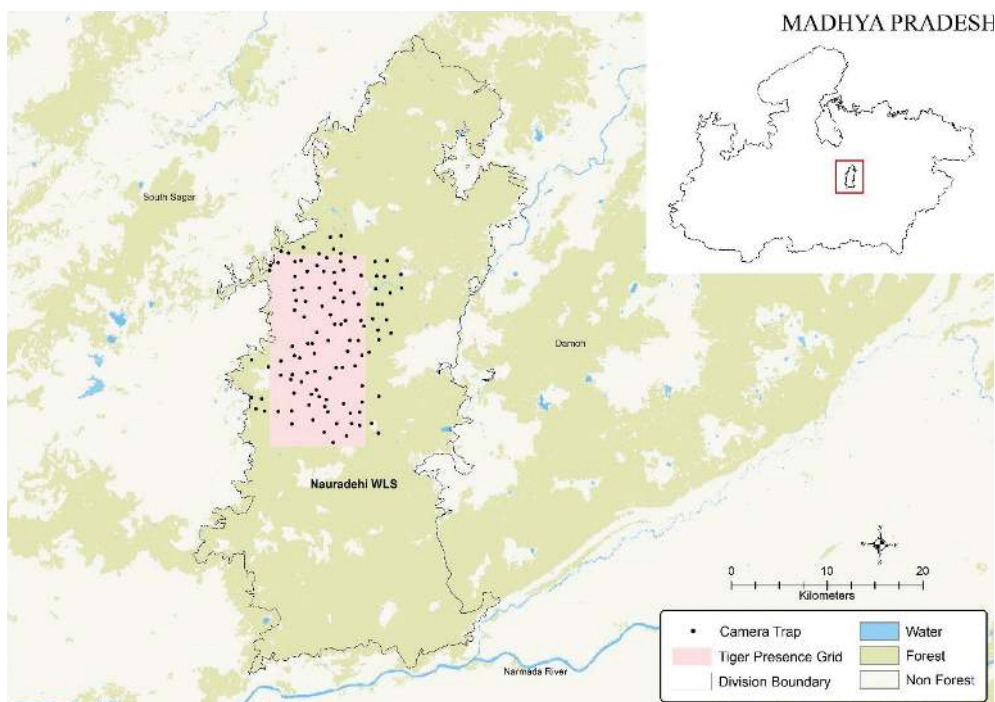 MADHYA PRADESH
South Sagar
Damoh
Nauradehi WLS
N
W E
S
0 10 20
Kilometers
Narmada River
Camera Trap
Tiger Presence Grid
Division Boundary
Water
Forest
Non Forest